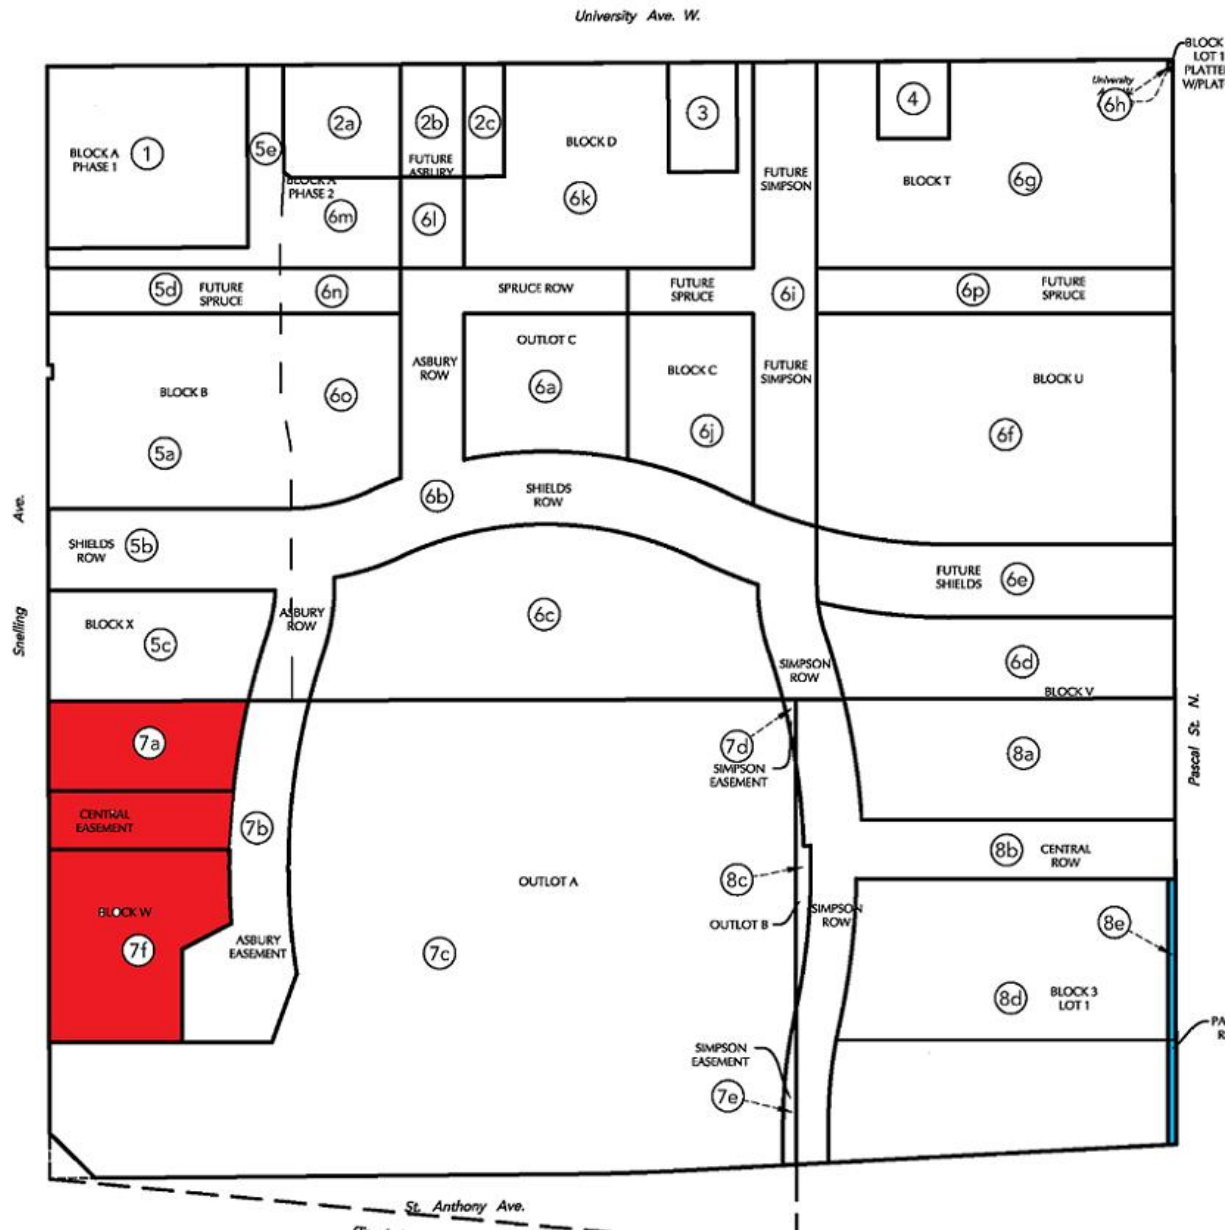 University Ave. W.
BLOCK
LOT 1
PLATTE
W/PLAT
University
6h
1
BLOCK A
PHASE 1
5e
2a
2b
2c
FUTURE
ASBURY
BLOCK D
3
4
BLOCK A
PHASE 2
6m
6l
6k
FUTURE
SIMPSON
BLOCK T
6g
5d
FUTURE
SPRUCE
6n
SPRUCE ROW
FUTURE
SPRUCE
6i
6p
FUTURE
SPRUCE
BLOCK B
6o
5a
ASBURY
ROW
OUTLOT C
6a
BLOCK C
6j
FUTURE
SIMPSON
BLOCK U
6f
6b
SHIELDS
ROW
Snelling Ave.
SHIELDS
ROW
5b
FUTURE
SHIELDS
6e
BLOCK X
5c
ASBURY
ROW
6c
SIMPSON
ROW
6d
BLOCK V
Pascal St. N.
7a
7d
SIMPSON
EASEMENT
8a
CENTRAL
EASEMENT
7b
8b
CENTRAL
ROW
OUTLOT A
8c
OUTLOT B
SIMPSON
ROW
BLOCK W
7f
ASBURY
EASEMENT
7c
8e
8d
BLOCK 3
LOT 1
PA
R
SIMPSON
EASEMENT
7e
St. Anthony Ave.